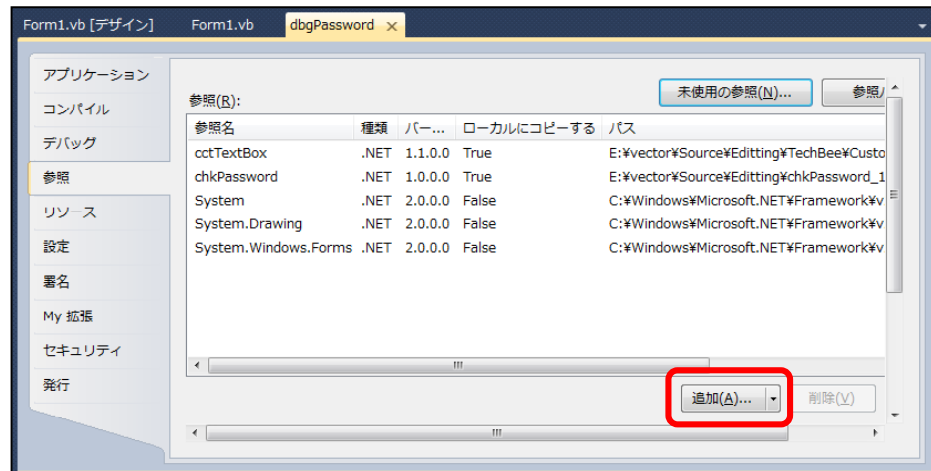 Form1.vb [デザイン] Form1.vb dbgPassword
アプリケーション
コンパイル
デバッグ
参照
リソース
設定
署名
My 拡張
セキュリティ
発行
未使用の参照(N)... 参照
参照(R):
参照名 種類 バー... ローカルにコピーする パス
cctTextBox .NET 1.1.0.0 True E:¥vector¥Source¥Editting¥TechBee¥Custo
chkPassword .NET 1.0.0.0 True E:¥vector¥Source¥Editting¥chkPassword_1
System .NET 2.0.0.0 False C:¥Windows¥Microsoft.NET¥Framework¥v
System.Drawing .NET 2.0.0.0 False C:¥Windows¥Microsoft.NET¥Framework¥v
System.Windows.Forms .NET 2.0.0.0 False C:¥Windows¥Microsoft.NET¥Framework¥v
追加(A)... 削除(V)